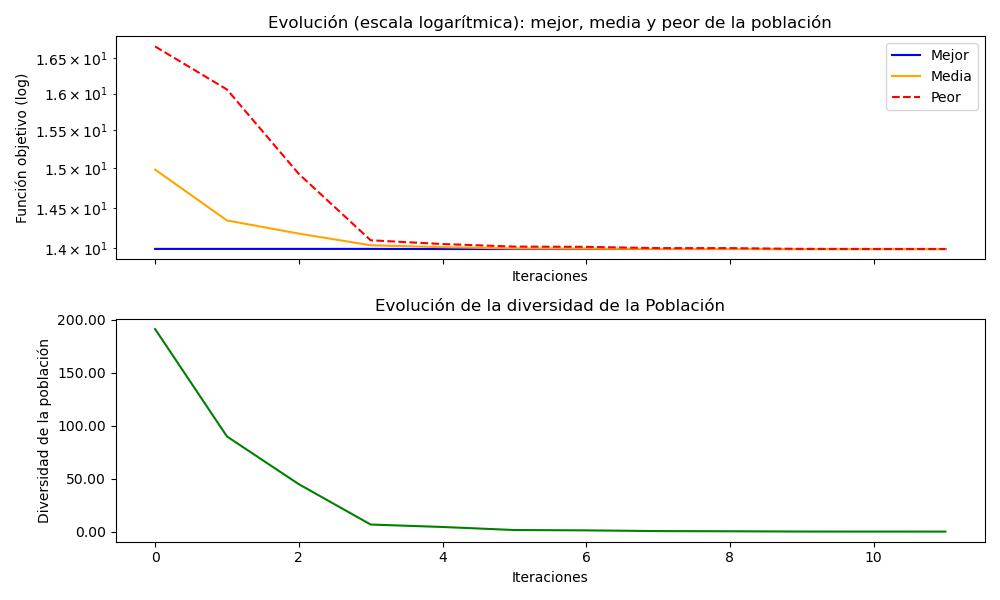 Evolución (escala logarítmica): mejor, media y peor de la población
Función objetivo (log)
1.65 × 10¹
1.6 × 10¹
1.55 × 10¹
1.5 × 10¹
1.45 × 10¹
1.4 × 10¹
Mejor
Media
Peor
Iteraciones
Evolución de la diversidad de la Población
Diversidad de la población
200.00
150.00
100.00
50.00
0.00
0 2 4 6 8 10
Iteraciones